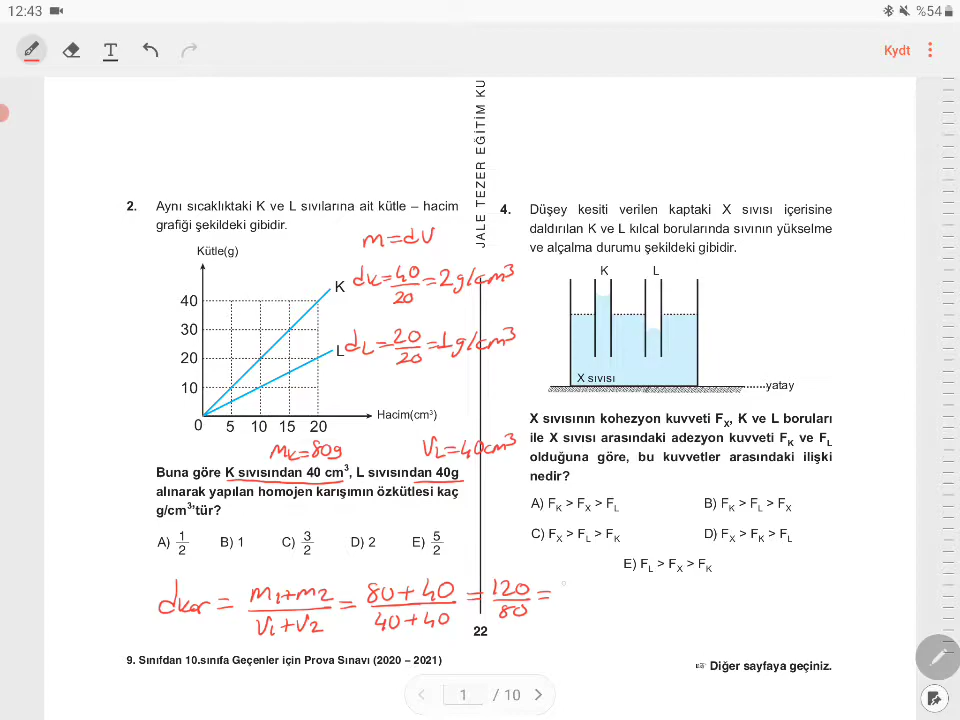 12:43
%54
T
Kydt
JALE TEZER EĞİTİM KU
2. Aynı sıcaklıktaki K ve L sıvılarına ait kütle – hacim
grafiği şekildeki gibidir.
Kütle(g)
40
30
20
10
0 5 10 15 20
Hacim(cm³)
K
L
m=dV
dK=40/20=2g/cm³
dL=20/20=1g/cm³
mK=80g
VL=40cm³
Buna göre K sıvısından 40 cm³, L sıvısından 40g
alınarak yapılan homojen karışımın özkütlesi kaç
g/cm³'tür?
A) 1/2 B) 1 C) 3/2 D) 2 E) 5/2
dkar = m1+m2/V1+V2 = 80+40/40+40 = 120/80 =
9. Sınıfdan 10.sınıfa Geçenler için Prova Sınavı (2020 – 2021)
22
4. Düşey kesiti verilen kaptaki X sıvısı içerisine
daldırılan K ve L kılcal borularında sıvının yükselme
ve alçalma durumu şekildeki gibidir.
K L
X sıvısı
yatay
X sıvısının kohezyon kuvveti FX, K ve L boruları
ile X sıvısı arasındaki adezyon kuvveti FK ve FL
olduğuna göre, bu kuvvetler arasındaki ilişki
nedir?
A) FK > FX > FL B) FK > FL > FX
C) FX > FL > FK D) FX > FK > FL
E) FL > FX > FK
Diğer sayfaya geçiniz.
1 / 10